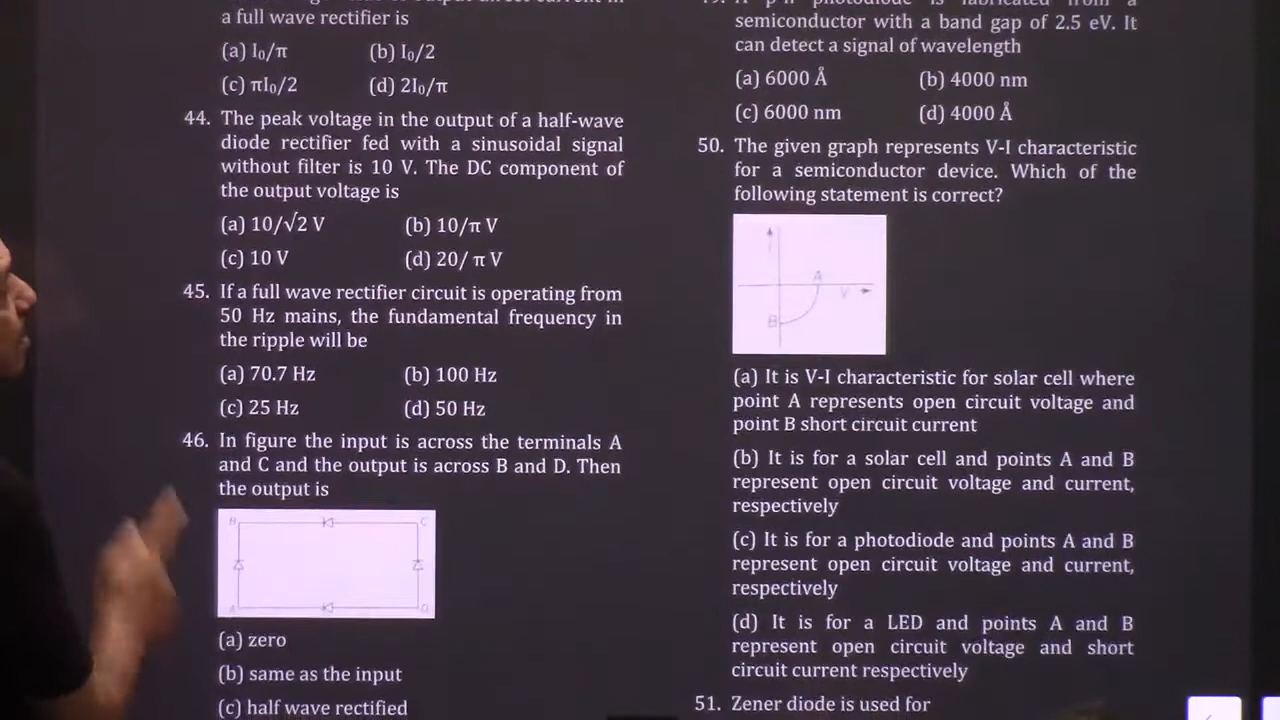 a full wave rectifier is
(a) I₀/π
(b) I₀/2
(c) πI₀/2
(d) 2I₀/π
44. The peak voltage in the output of a half-wave
diode rectifier fed with a sinusoidal signal
without filter is 10 V. The DC component of
the output voltage is
(a) 10/√2 V
(b) 10/π V
(c) 10 V
(d) 20/ π V
45. If a full wave rectifier circuit is operating from
50 Hz mains, the fundamental frequency in
the ripple will be
(a) 70.7 Hz
(b) 100 Hz
(c) 25 Hz
(d) 50 Hz
46. In figure the input is across the terminals A
and C and the output is across B and D. Then
the output is
B
C
A
D
(a) zero
(b) same as the input
(c) half wave rectified
semiconductor with a band gap of 2.5 eV. It
can detect a signal of wavelength
(a) 6000 Å
(b) 4000 nm
(c) 6000 nm
(d) 4000 Å
50. The given graph represents V-I characteristic
for a semiconductor device. Which of the
following statement is correct?
A
V
B
(a) It is V-I characteristic for solar cell where
point A represents open circuit voltage and
point B short circuit current
(b) It is for a solar cell and points A and B
represent open circuit voltage and current,
respectively
(c) It is for a photodiode and points A and B
represent open circuit voltage and current,
respectively
(d) It is for a LED and points A and B
represent open circuit voltage and short
circuit current respectively
51. Zener diode is used for